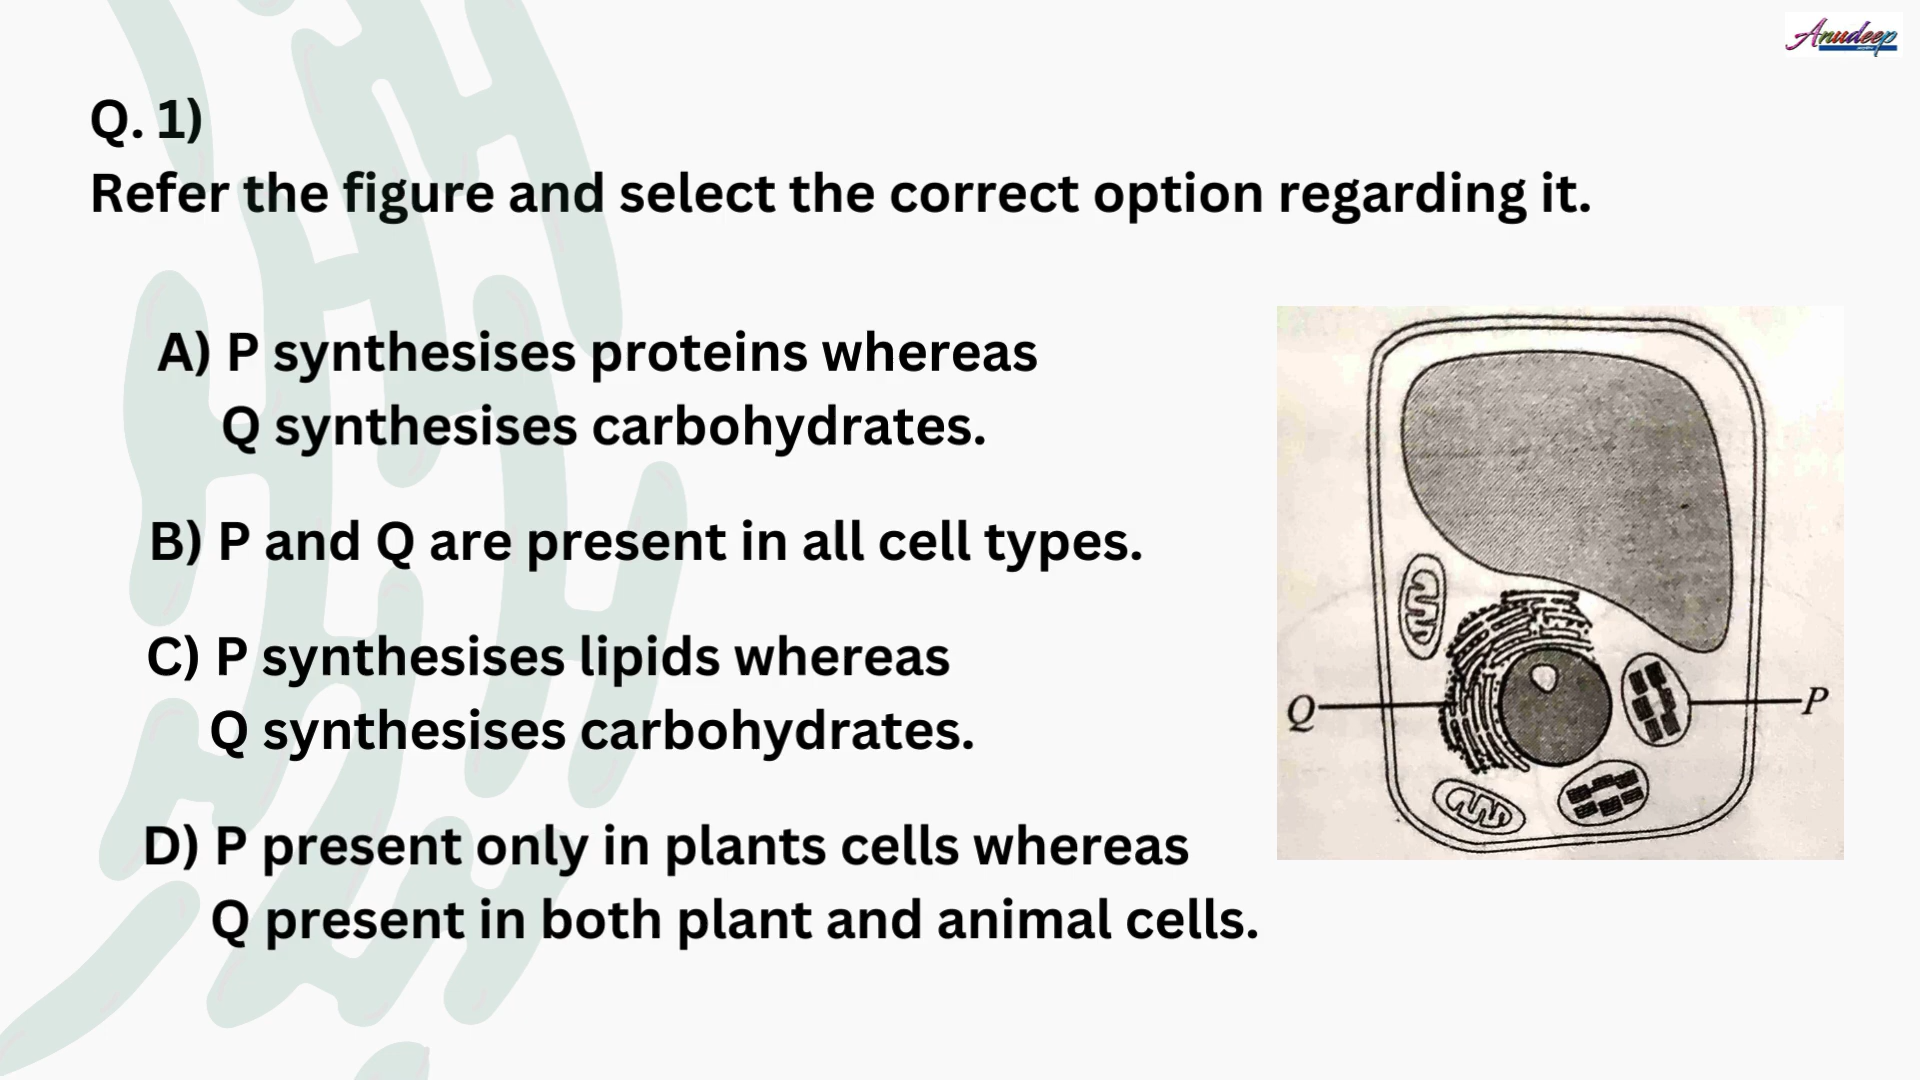 Anudeep
Q. 1)
Refer the figure and select the correct option regarding it.
A) P synthesises proteins whereas
Q synthesises carbohydrates.
B) P and Q are present in all cell types.
C) P synthesises lipids whereas
Q synthesises carbohydrates.
D) P present only in plants cells whereas
Q present in both plant and animal cells.
Q
P